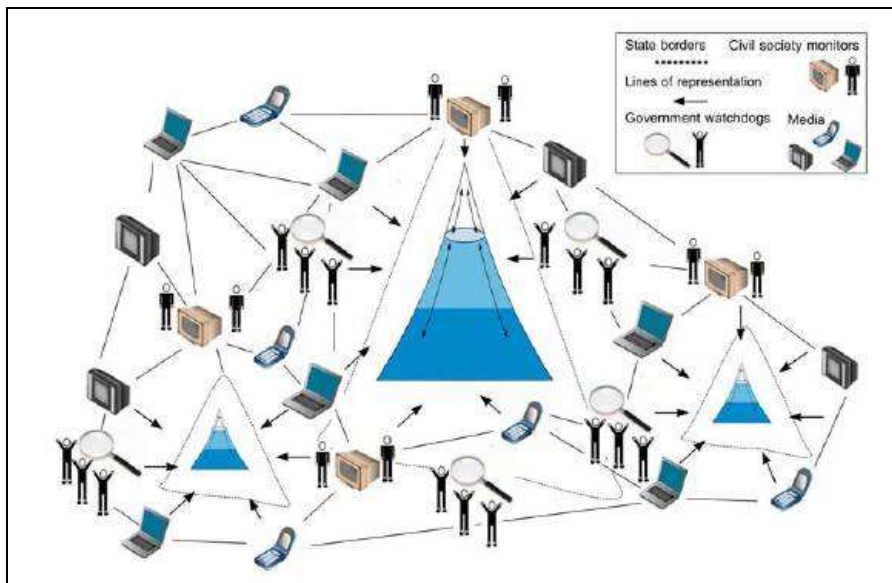 State borders
Civil society monitors
Lines of representation
Government watchdogs
Media